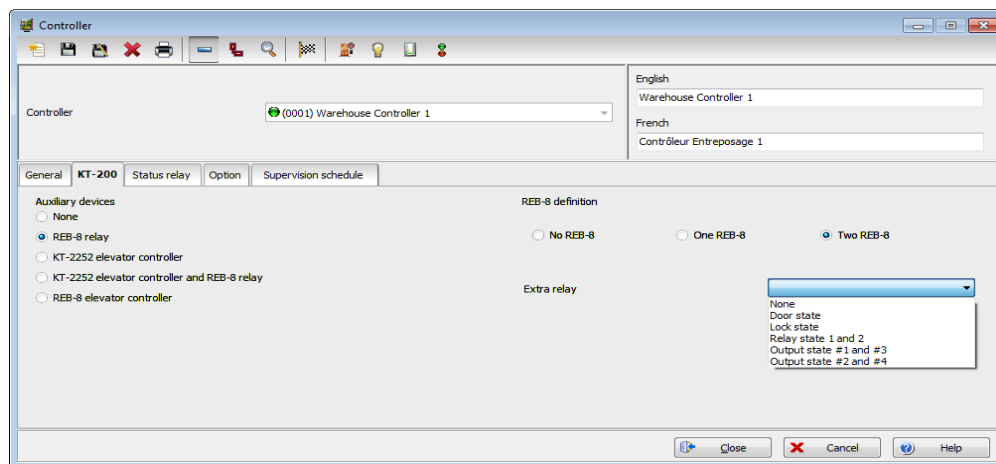 Controller
English
Warehouse Controller 1
Controller
(0001) Warehouse Controller 1
French
Contrôleur Entreposage 1
General KT-200 Status relay Option Supervision schedule
Auxiliary devices
None
REB-8 relay
KT-2252 elevator controller
KT-2252 elevator controller and REB-8 relay
REB-8 elevator controller
REB-8 definition
No REB-8 One REB-8 Two REB-8
Extra relay
None
Door state
Lock state
Relay state 1 and 2
Output state #1 and #3
Output state #2 and #4
Close Cancel Help